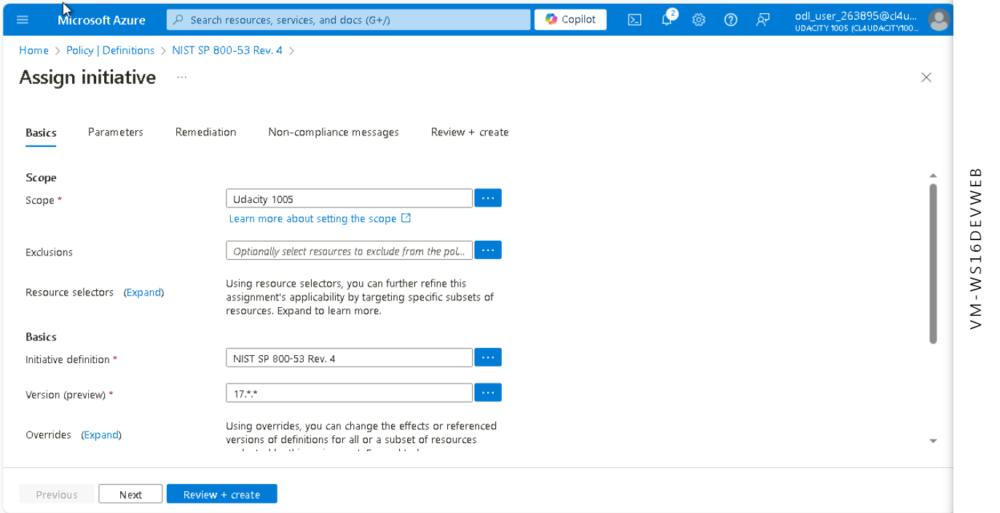 Microsoft Azure
Search resources, services, and docs (G+/)
Copilot
2
odl_user_263895@cl4u...
UDACITY 1005 (CL4UDACITY100...
Home > Policy | Definitions > NIST SP 800-53 Rev. 4 >
Assign initiative ...
Basics Parameters Remediation Non-compliance messages Review + create
Scope
Scope * Udacity 1005 ...
Learn more about setting the scope
Exclusions Optionally select resources to exclude from the pol... ...
Resource selectors (Expand) Using resource selectors, you can further refine this
assignment's applicability by targeting specific subsets of
resources. Expand to learn more.
Basics
Initiative definition * NIST SP 800-53 Rev. 4 ...
Version (preview) * 17.*.* ...
Overrides (Expand) Using overrides, you can change the effects or referenced
versions of definitions for all or a subset of resources
Previous Next Review + create
VM-WS16DEVWEB